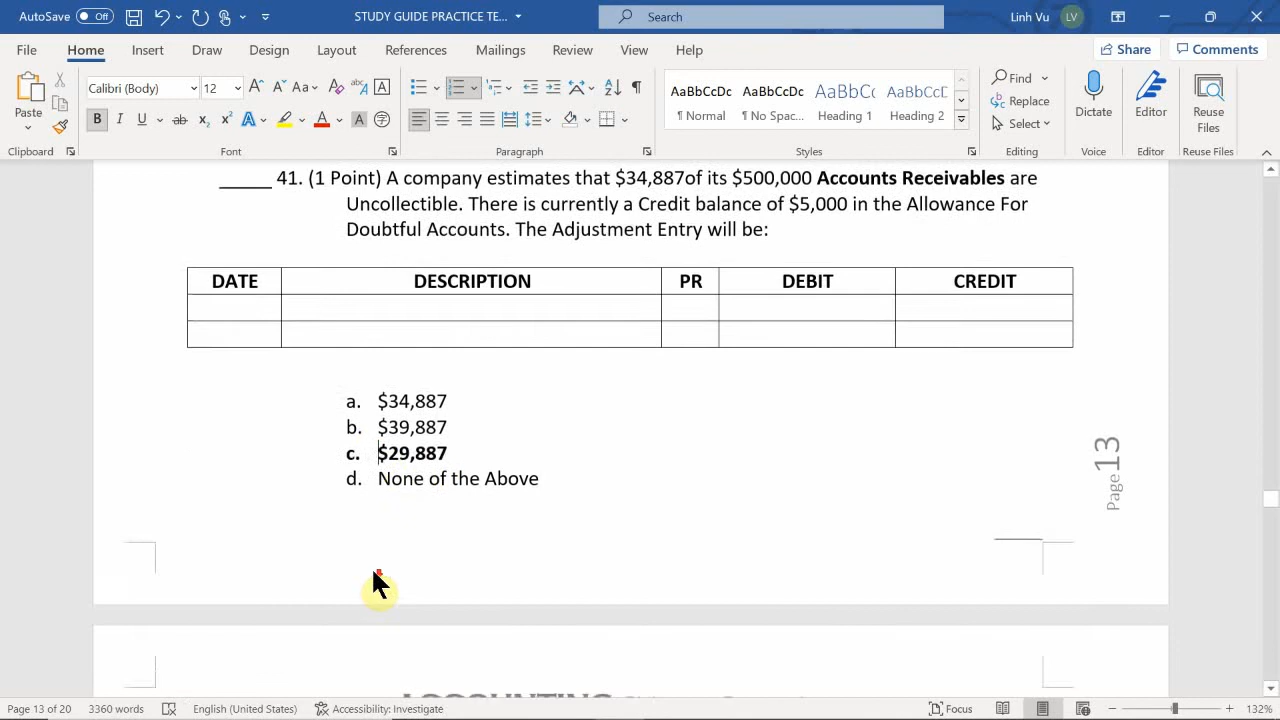 AutoSave Off STUDY GUIDE PRACTICE TE... Search Linh Vu LV
File Home Insert Draw Design Layout References Mailings Review View Help Share Comments
Paste Calibri (Body) 12 Aa A AaBbCcDc AaBbCcDc AaBbCc AaBbCcD Find
¶ Normal ¶ No Spac... Heading 1 Heading 2 Replace Dictate Editor Reuse Files
B I U ab x₂ x² A A A Select
Clipboard Font Paragraph Styles Editing Voice Editor Reuse Files
_____ 41. (1 Point) A company estimates that $34,887of its $500,000 Accounts Receivables are
Uncollectible. There is currently a Credit balance of $5,000 in the Allowance For
Doubtful Accounts. The Adjustment Entry will be:
DATE DESCRIPTION PR DEBIT CREDIT
a. $34,887
b. $39,887
c. $29,887
d. None of the Above
Page 13
Page 13 of 20 3360 words English (United States) Accessibility: Investigate Focus 132%